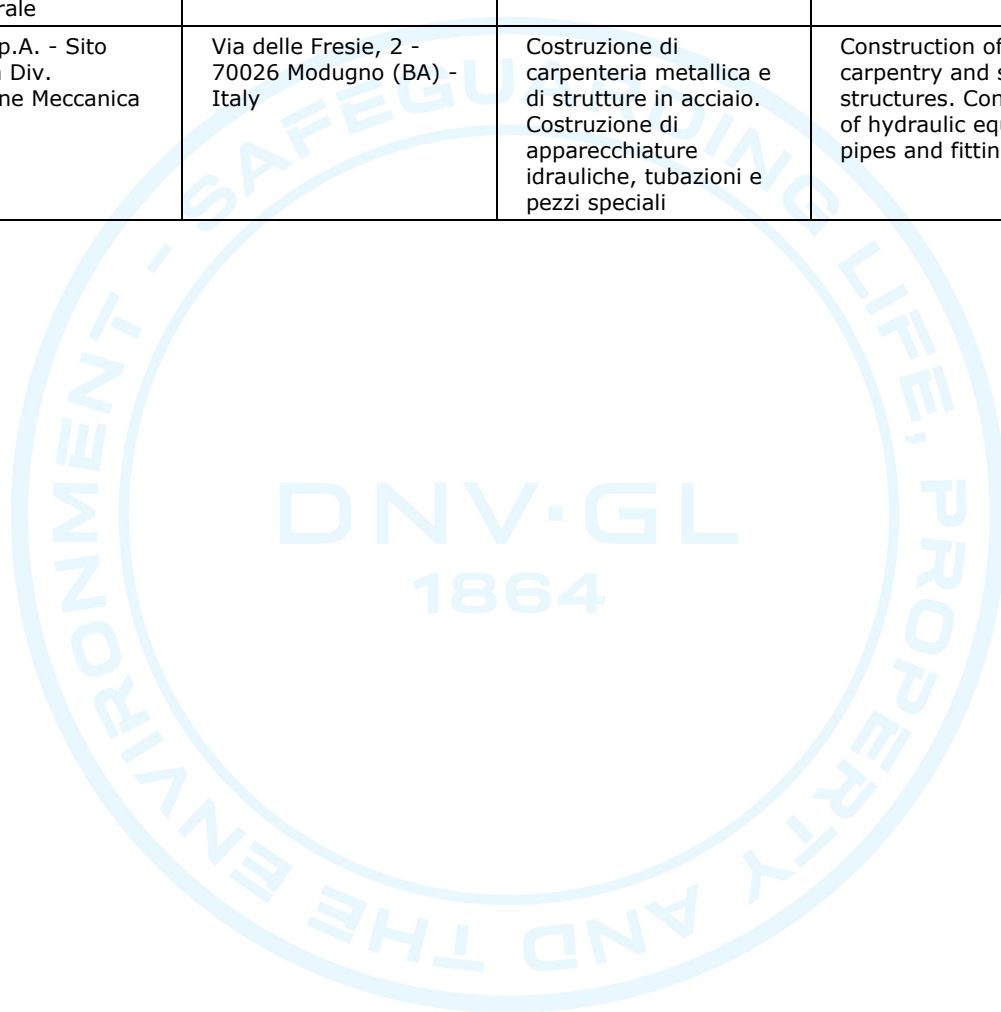 rale
p.A. - Sito
Div.
ne Meccanica
Via delle Fresie, 2 -
70026 Modugno (BA) -
Italy
Costruzione di
carpenteria metallica e
di strutture in acciaio.
Costruzione di
apparecchiature
idrauliche, tubazioni e
pezzi speciali
Construction of
carpentry and s
structures. Con
of hydraulic equ
pipes and fittin
SAFEGUARDING LIFE, PROPERTY AND THE ENVIRONMENT -
DNV·GL
1864